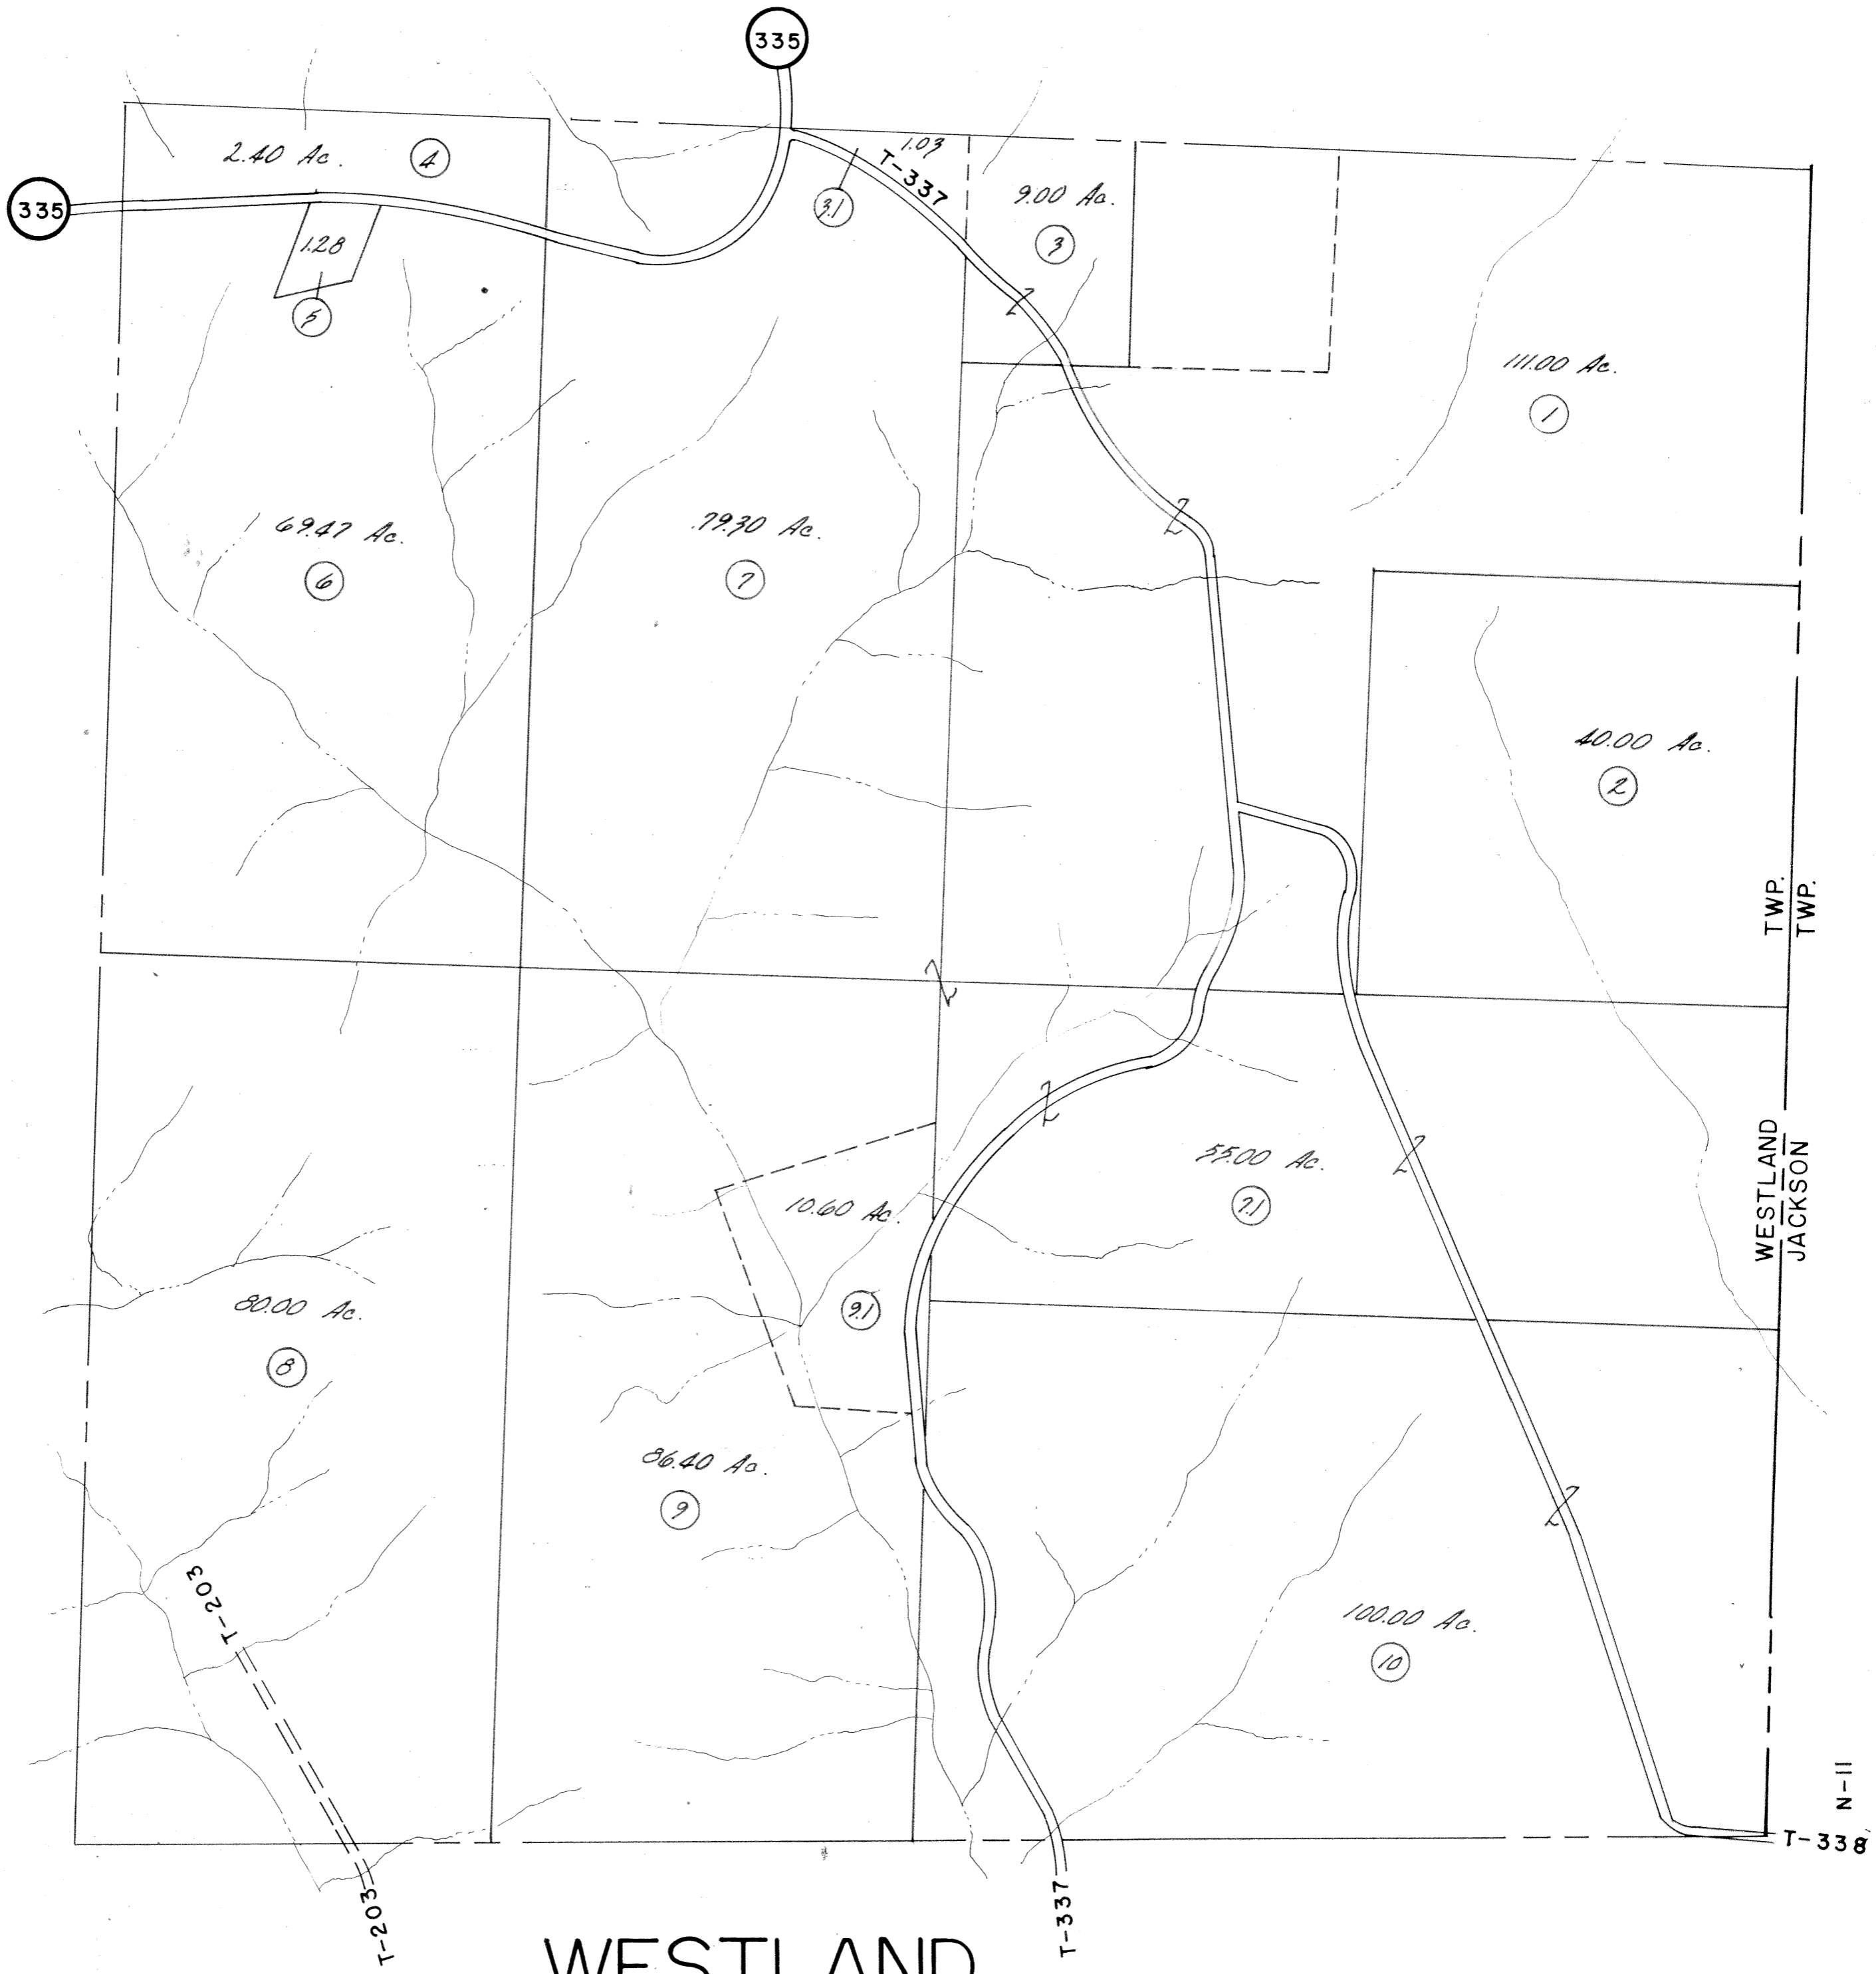 335
335
2.40 Ac.
4
1.03
T-337
3.1
9.00 Ac.
3
1.28
5
111.00 Ac.
1
69.47 Ac.
6
79.30 Ac.
7
40.00 Ac.
2
TWP.
TWP.
WESTLAND
JACKSON
55.00 Ac.
7.1
10.60 Ac.
9.1
80.00 Ac.
8
86.40 Ac.
9
100.00 Ac.
10
T-203
T-203
T-337
N-11
T-338
WESTLAND